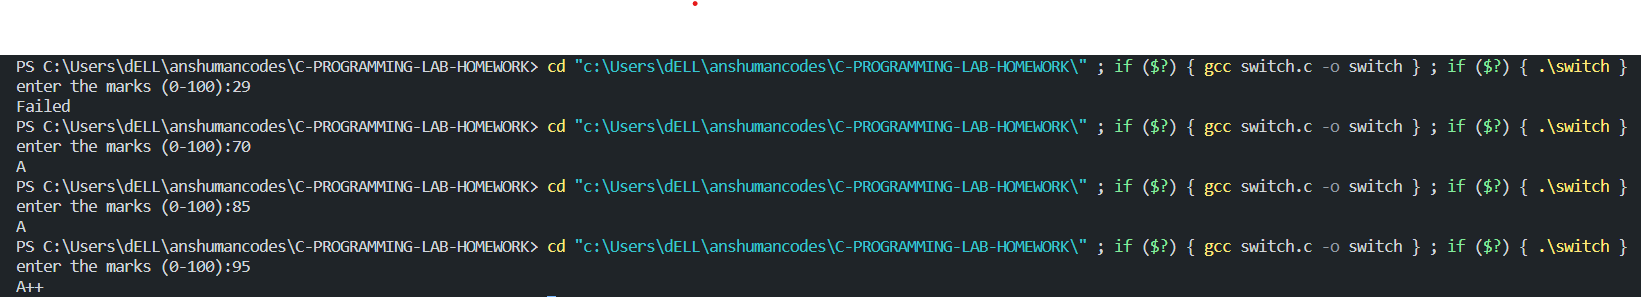 PS C:\Users\dELL\anshumancodes\C-PROGRAMMING-LAB-HOMEWORK> cd "c:\Users\dELL\anshumancodes\C-PROGRAMMING-LAB-HOMEWORK\" ; if ($?) { gcc switch.c -o switch } ; if ($?) { .\switch }
enter the marks (0-100):29
Failed
PS C:\Users\dELL\anshumancodes\C-PROGRAMMING-LAB-HOMEWORK> cd "c:\Users\dELL\anshumancodes\C-PROGRAMMING-LAB-HOMEWORK\" ; if ($?) { gcc switch.c -o switch } ; if ($?) { .\switch }
enter the marks (0-100):70
A
PS C:\Users\dELL\anshumancodes\C-PROGRAMMING-LAB-HOMEWORK> cd "c:\Users\dELL\anshumancodes\C-PROGRAMMING-LAB-HOMEWORK\" ; if ($?) { gcc switch.c -o switch } ; if ($?) { .\switch }
enter the marks (0-100):85
A
PS C:\Users\dELL\anshumancodes\C-PROGRAMMING-LAB-HOMEWORK> cd "c:\Users\dELL\anshumancodes\C-PROGRAMMING-LAB-HOMEWORK\" ; if ($?) { gcc switch.c -o switch } ; if ($?) { .\switch }
enter the marks (0-100):95
A++